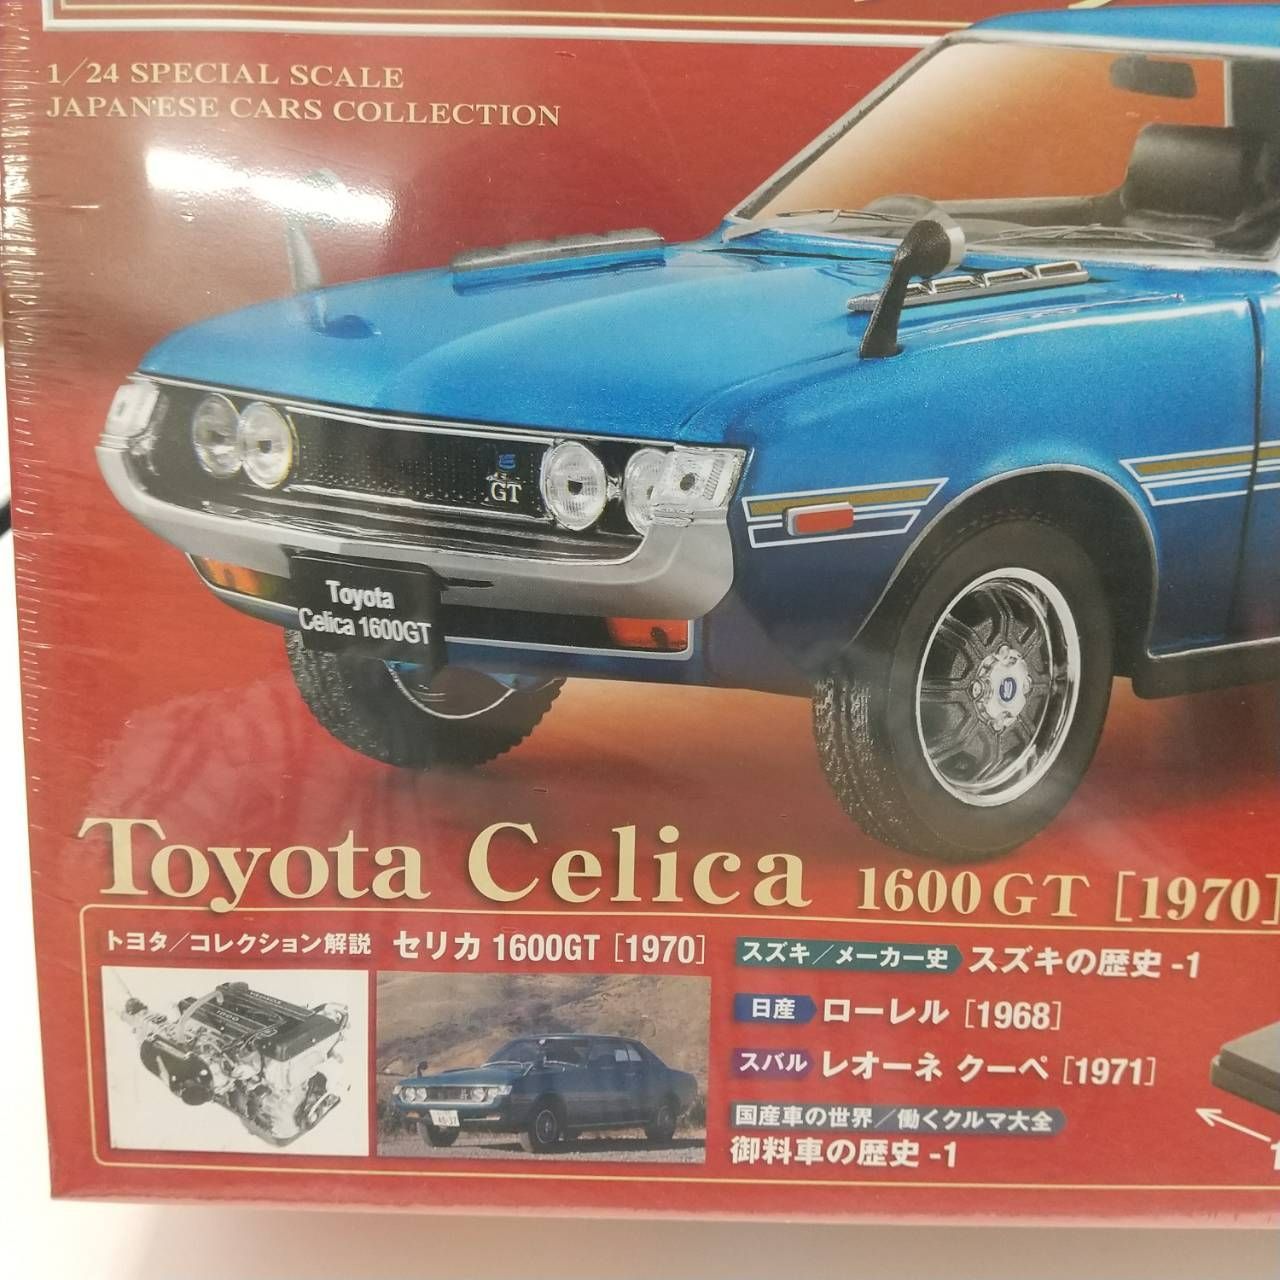 1/24 SPECIAL SCALE
JAPANESE CARS COLLECTION
GT
Toyota
Celica 1600GT
Toyota Celica 1600GT [1970]
トヨタ/コレクション解説 セリカ 1600GT [1970]
スズキ/メーカー史 スズキの歴史-1
日産 ローレル [1968]
スバル レオーネ クーペ [1971]
国産車の世界/働くクルマ大全
御料車の歴史-1